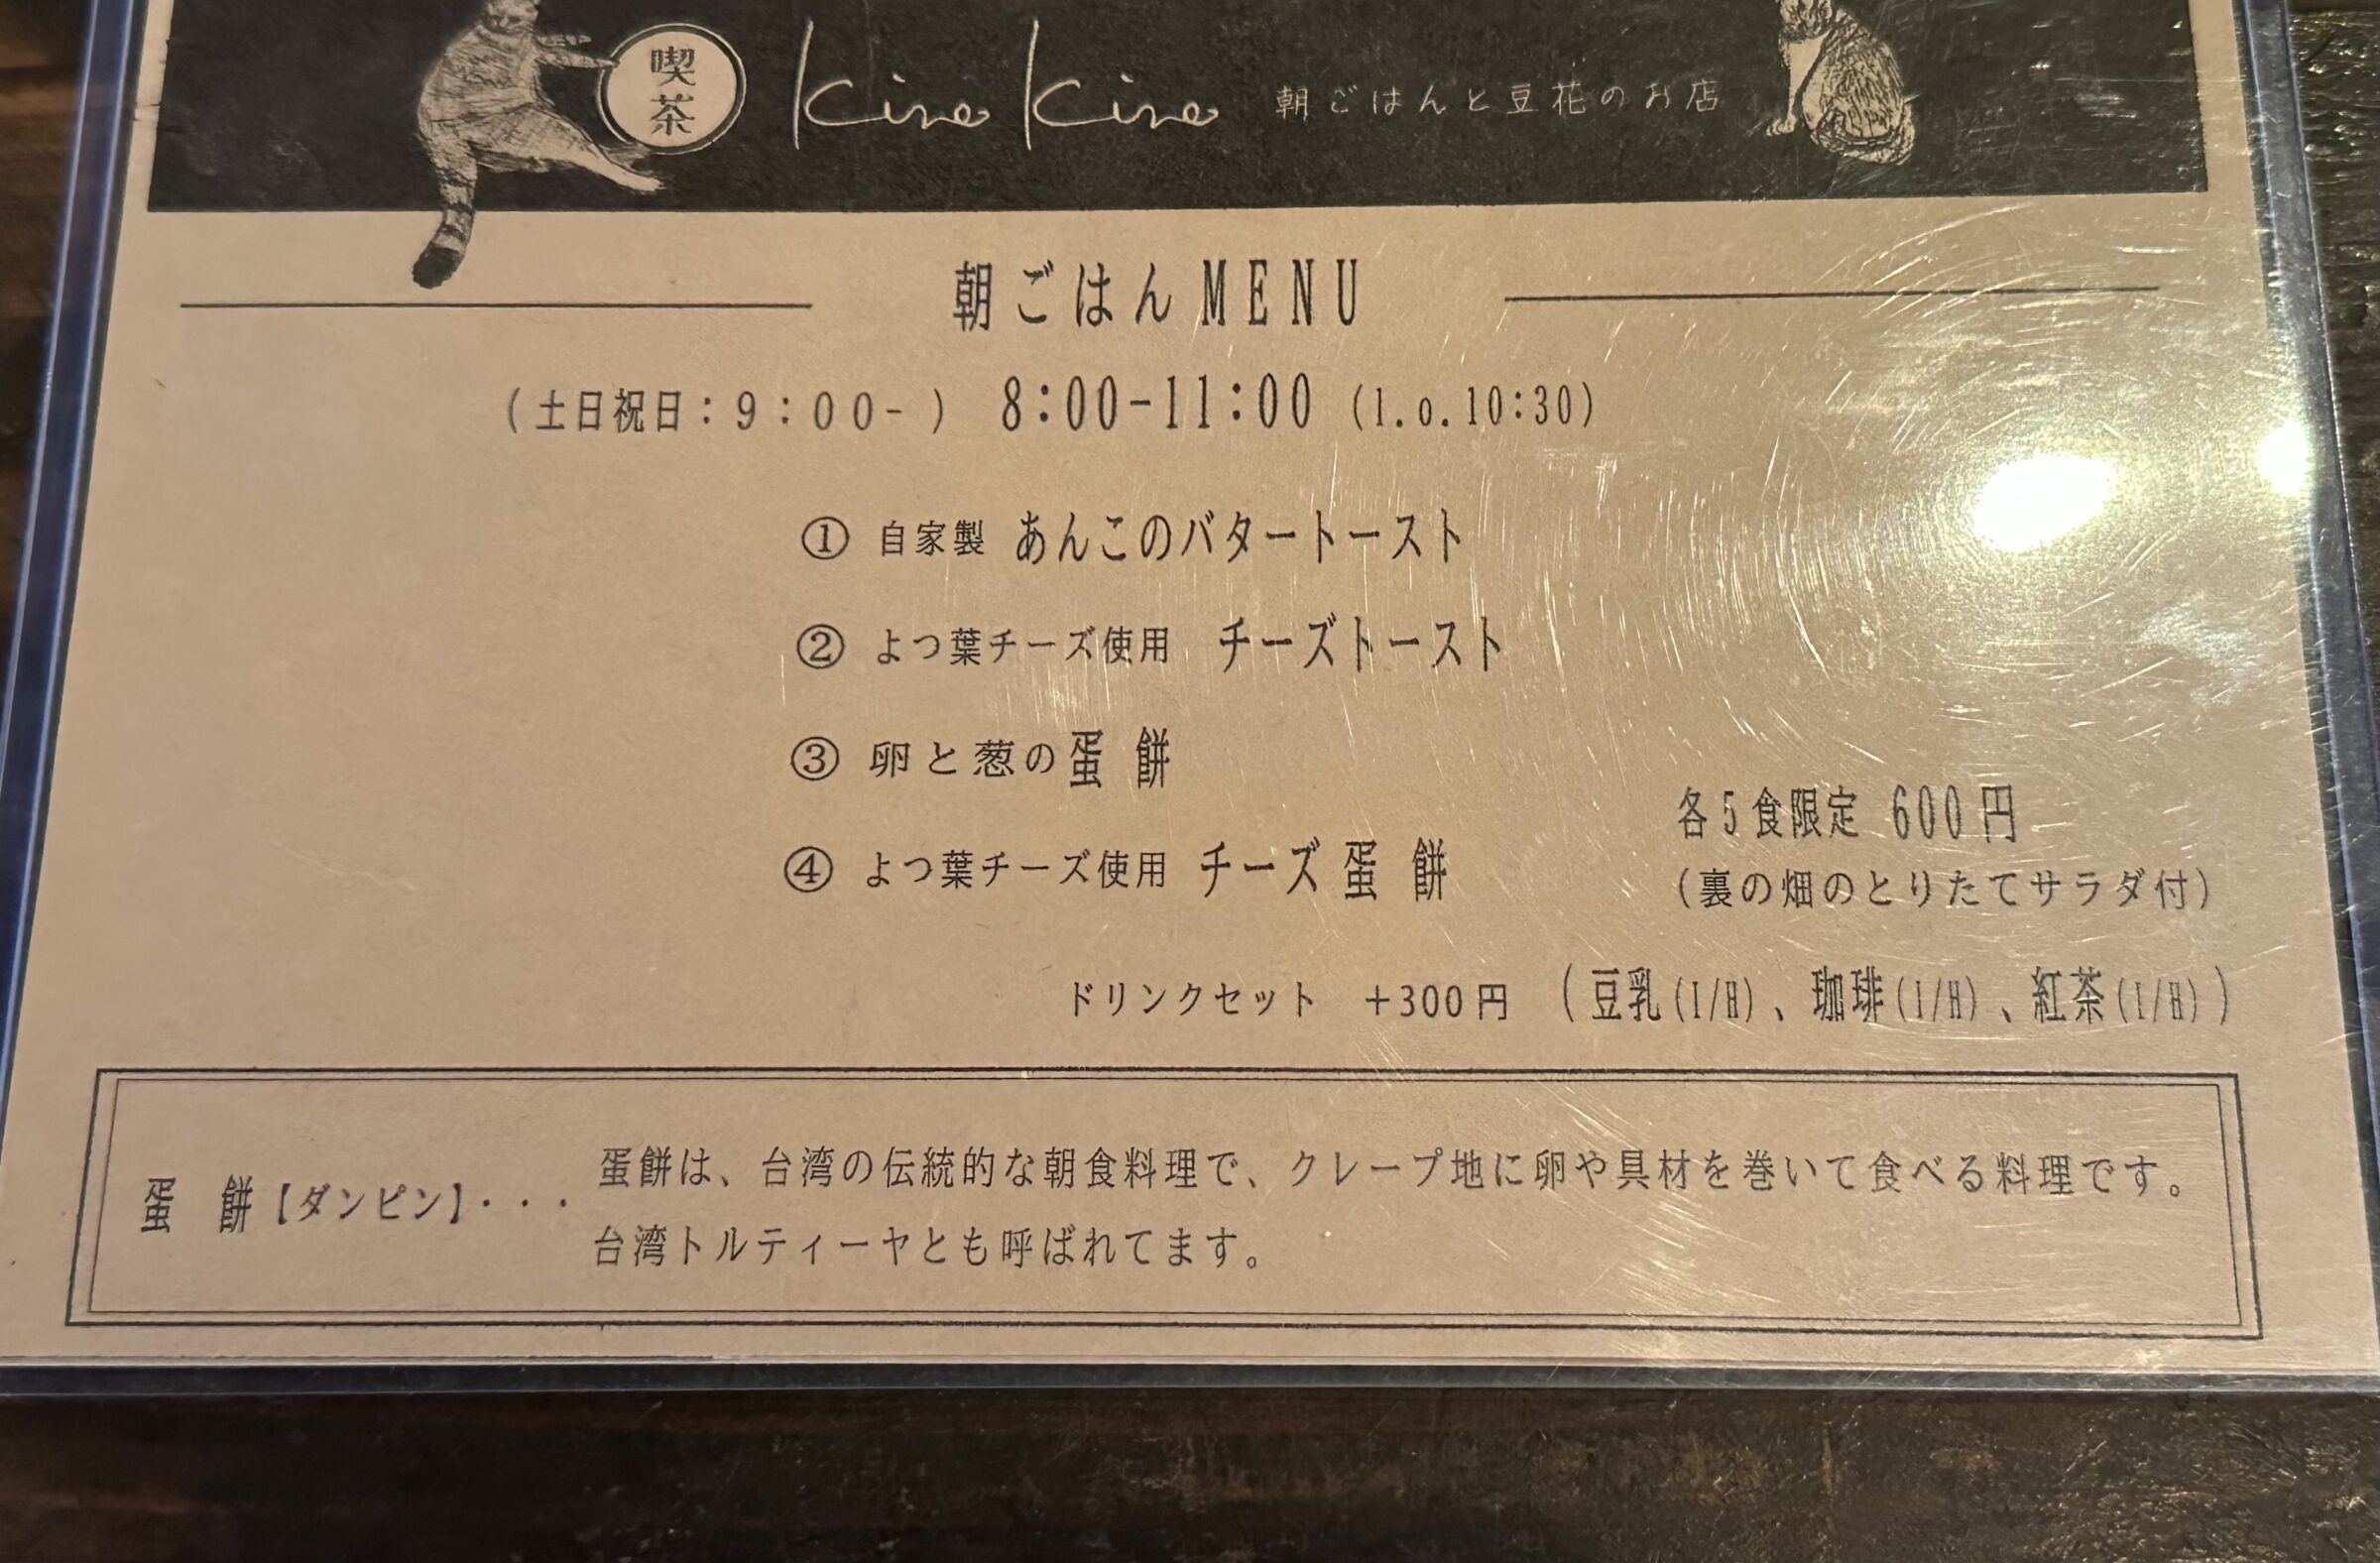 喫茶 kino kino 朝ごはんと豆花のお店
朝ごはん MENU
(土日祝日：9：00- ) 8:00-11:00 (l.o.10:30)
① 自家製 あんこのバタートースト
② よつ葉チーズ使用 チーズトースト
③ 卵と葱の蛋餅
④ よつ葉チーズ使用 チーズ蛋餅
各5食限定 600円
(裏の畑のとりたてサラダ付)
ドリンクセット +300円 (豆乳(I/H)、珈琲(I/H)、紅茶(I/H))
蛋餅【ダンピン】・・・
蛋餅は、台湾の伝統的な朝食料理で、クレープ地に卵や具材を巻いて食べる料理です。
台湾トルティーヤとも呼ばれてます。